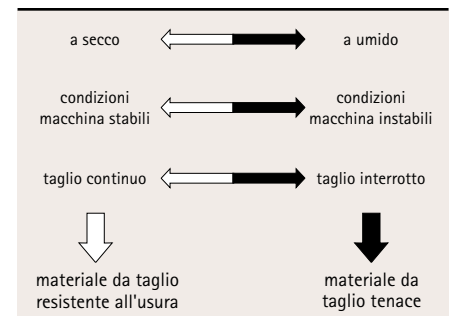 a secco
a umido
condizioni
macchina stabili
condizioni
macchina instabili
taglio continuo
taglio interrotto
materiale da taglio
resistente all'usura
materiale da
taglio tenace